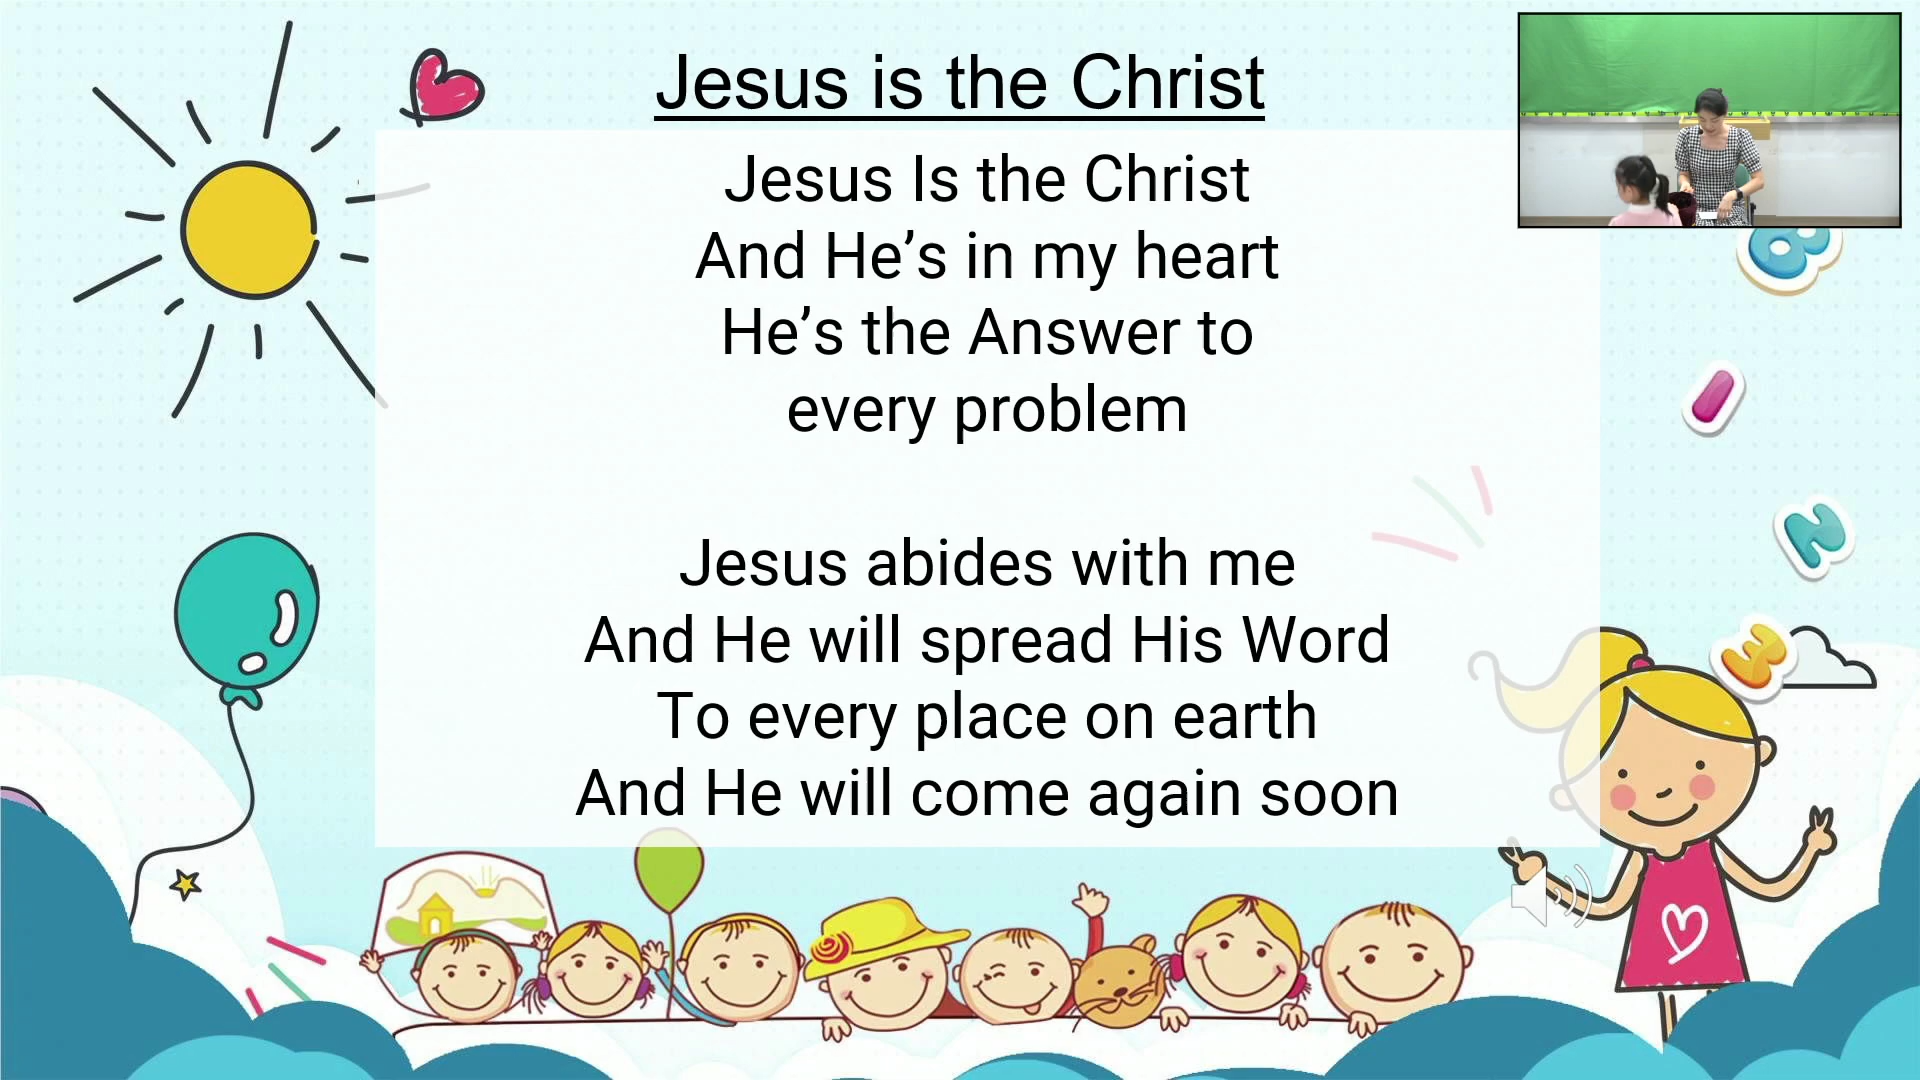 Jesus is the Christ
Jesus Is the Christ
And He’s in my heart
He’s the Answer to
every problem
Jesus abides with me
And He will spread His Word
To every place on earth
And He will come again soon
B
I
N
M